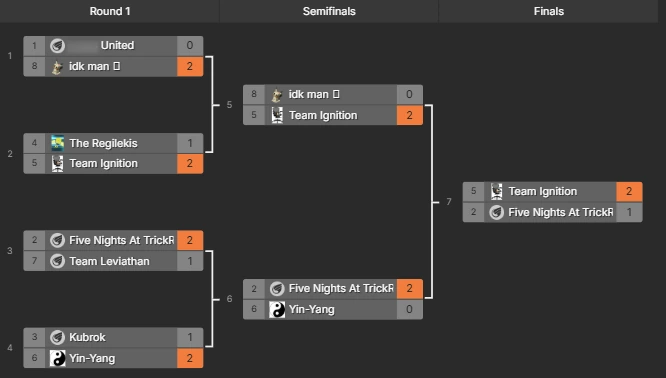 Round 1
Semifinals
Finals
1
1 United 0
8 idk man 2
2
4 The Regilekis 1
5 Team Ignition 2
3
2 Five Nights At TrickR 2
7 Team Leviathan 1
4
3 Kubrok 1
6 Yin-Yang 2
5
8 idk man 0
5 Team Ignition 2
6
2 Five Nights At TrickR 2
6 Yin-Yang 0
7
5 Team Ignition 2
2 Five Nights At TrickR 1